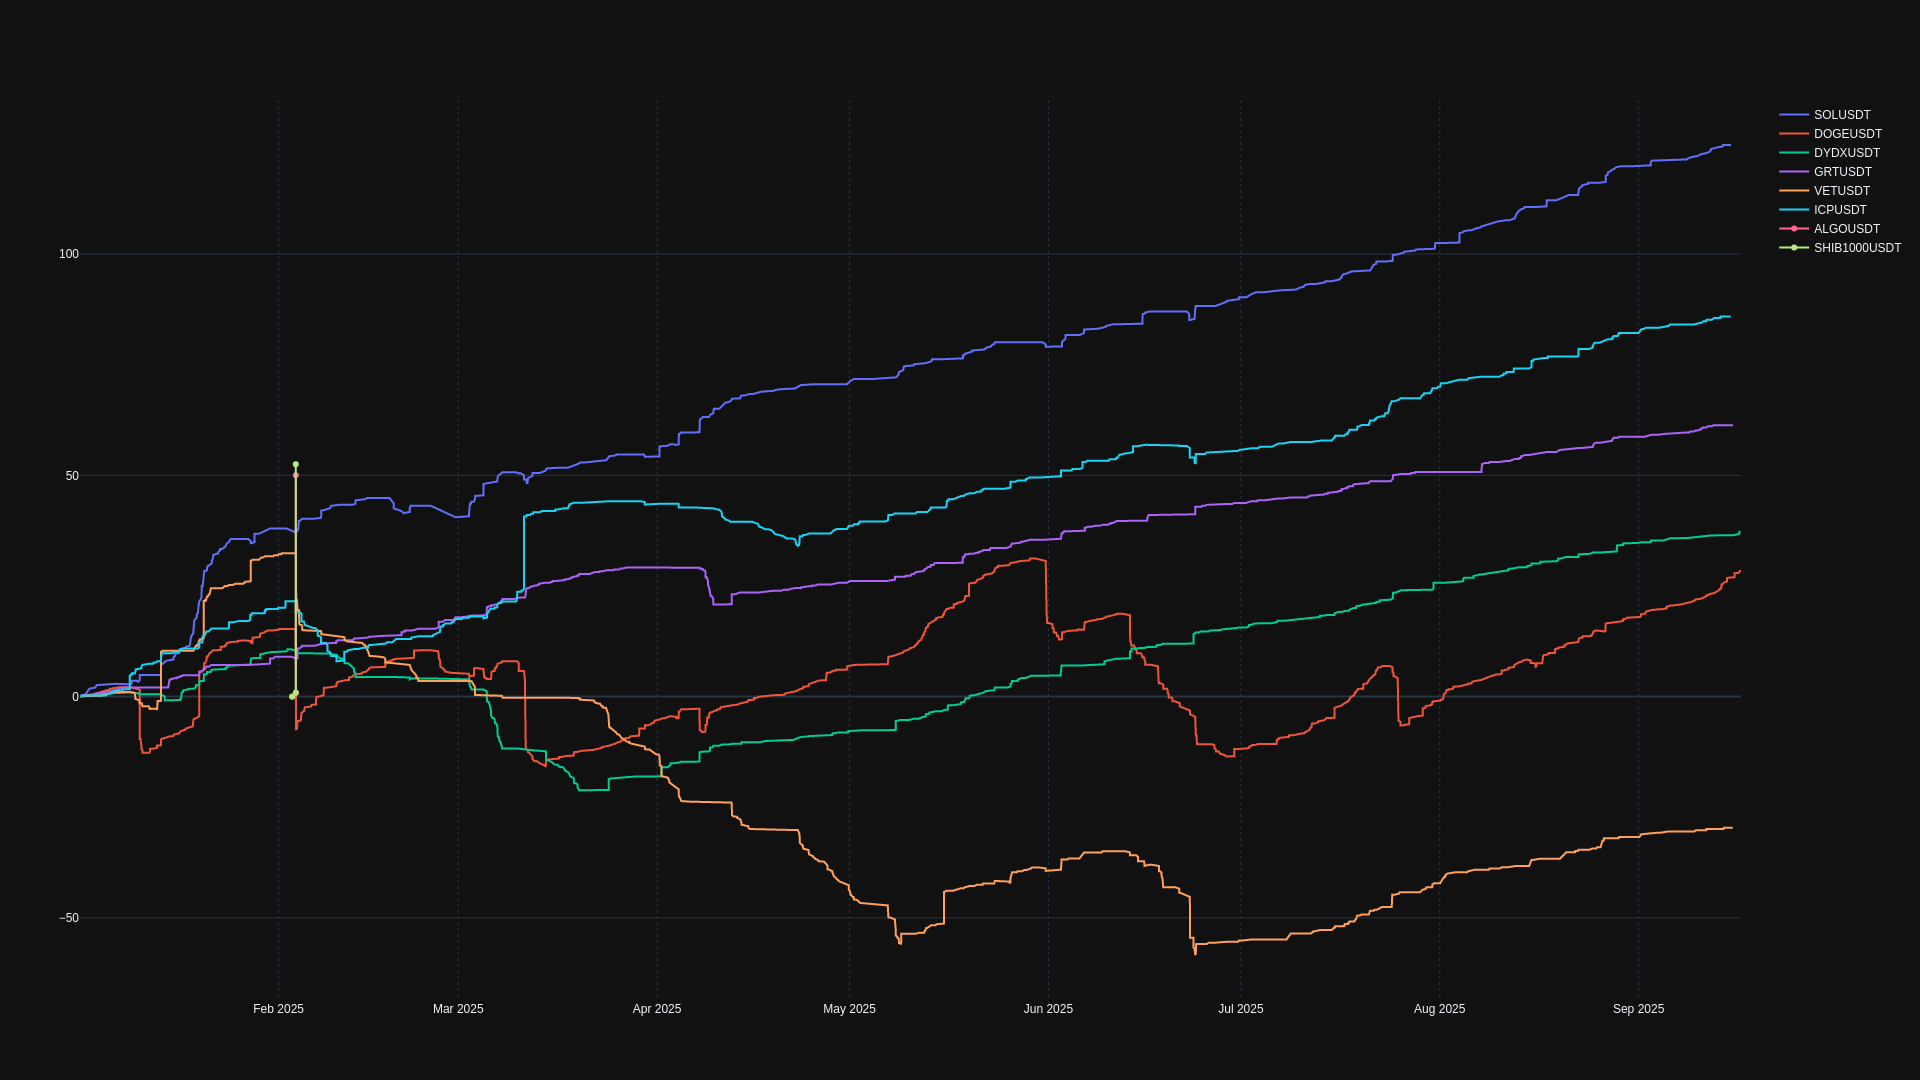 SOLUSDT
DOGEUSDT
DYDXUSDT
GRTUSDT
VETUSDT
ICPUSDT
ALGOUSDT
SHIB1000USDT
100
50
0
−50
Feb 2025
Mar 2025
Apr 2025
May 2025
Jun 2025
Jul 2025
Aug 2025
Sep 2025